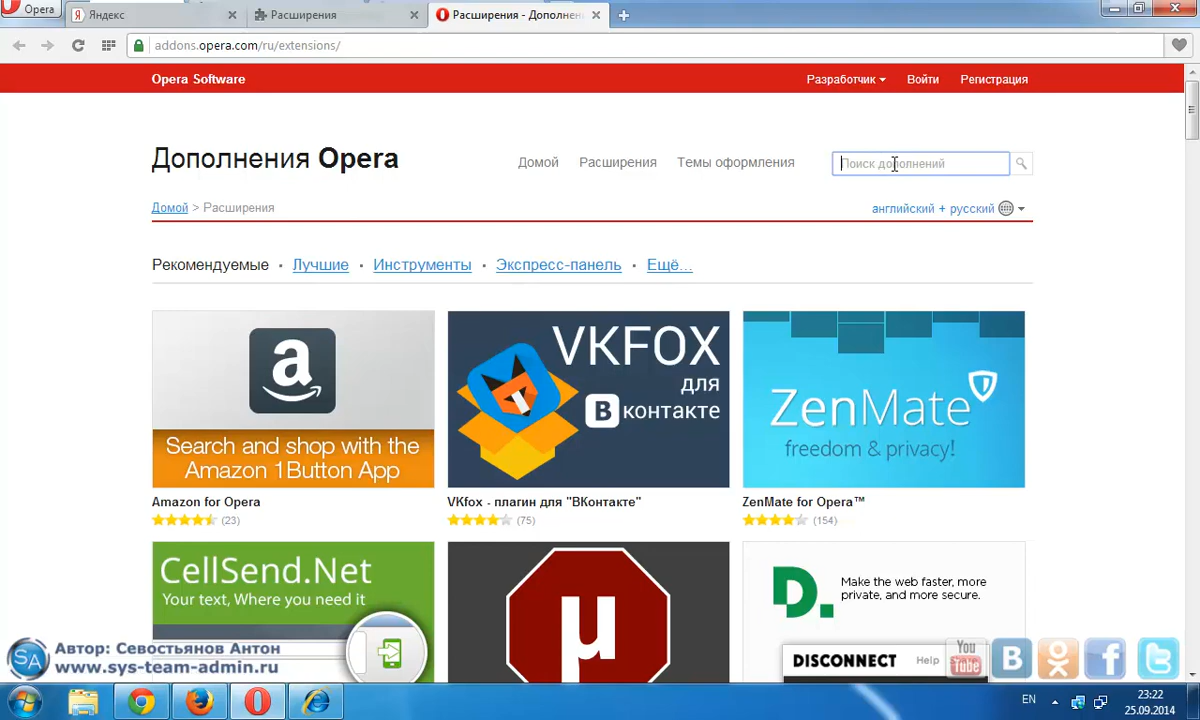 Opera
Яндекс
Расширения
Расширения - Дополнен
addons.opera.com/ru/extensions/
Opera Software
Разработчик
Войти
Регистрация
Дополнения Opera
Домой
Расширения
Темы оформления
Поиск дополнений
Домой > Расширения
английский + русский
Рекомендуемые · Лучшие · Инструменты · Экспресс-панель · Ещё...
a
Search and shop with the
Amazon 1Button App
VKFOX
для
В контакте
ZenMate
freedom & privacy!
Amazon for Opera
(23)
VKfox - плагин для "ВКонтакте"
(75)
ZenMate for Opera™
(154)
CellSend.Net
Your text, Where you need it
µ
D.
Make the web faster, more
private, and more secure.
DISCONNECT
Help
SA
Автор: Севостьянов Антон
www.sys-team-admin.ru
You
Tube
В
f
EN
23:22
25.09.2014